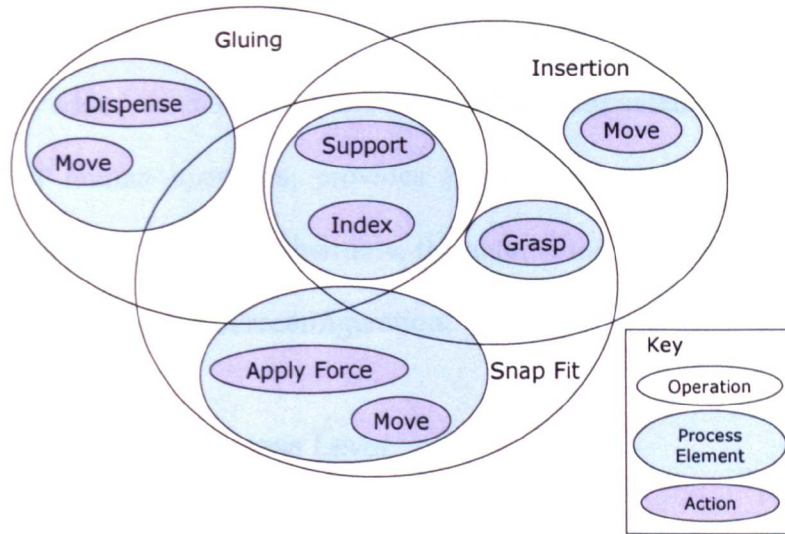 Gluing
Insertion
Dispense
Move
Support
Move
Index
Grasp
Apply Force
Snap Fit
Move
Key
Operation
Process
Element
Action